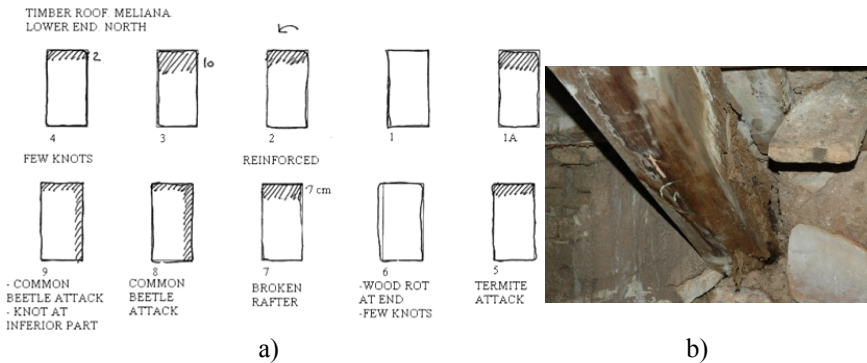 TIMBER ROOF. MELIANA.
LOWER END. NORTH
2
10
4
3
2
1
1A
FEW KNOTS
REINFORCED
7 cm
9
8
7
6
5
- COMMON
BEETLE ATTACK
- KNOT AT
INFERIOR PART
COMMON
BEETLE
ATTACK
BROKEN
RAFTER
-WOOD ROT
AT END
-FEW KNOTS
TERMITE
ATTACK
a)
b)